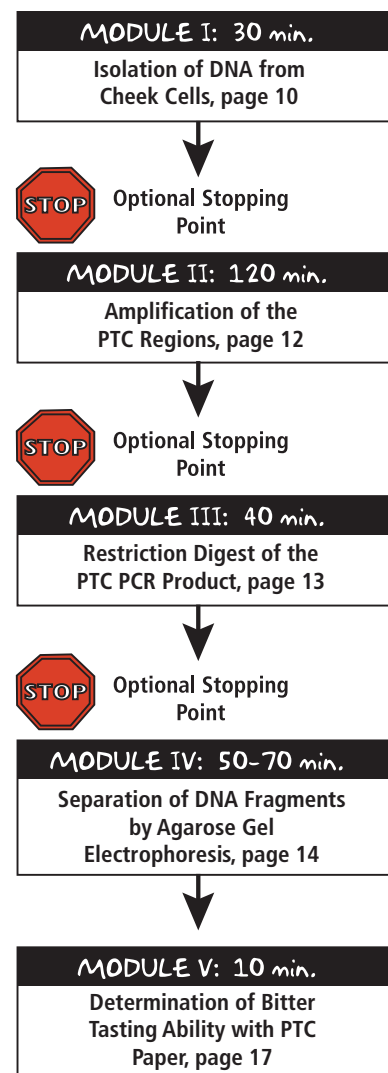 MODULE I: 30 min.
Isolation of DNA from
Cheek Cells, page 10
STOP
Optional Stopping
Point
MODULE II: 120 min.
Amplification of the
PTC Regions, page 12
STOP
Optional Stopping
Point
MODULE III: 40 min.
Restriction Digest of the
PTC PCR Product, page 13
STOP
Optional Stopping
Point
MODULE IV: 50-70 min.
Separation of DNA Fragments
by Agarose Gel
Electrophoresis, page 14
MODULE V: 10 min.
Determination of Bitter
Tasting Ability with PTC
Paper, page 17